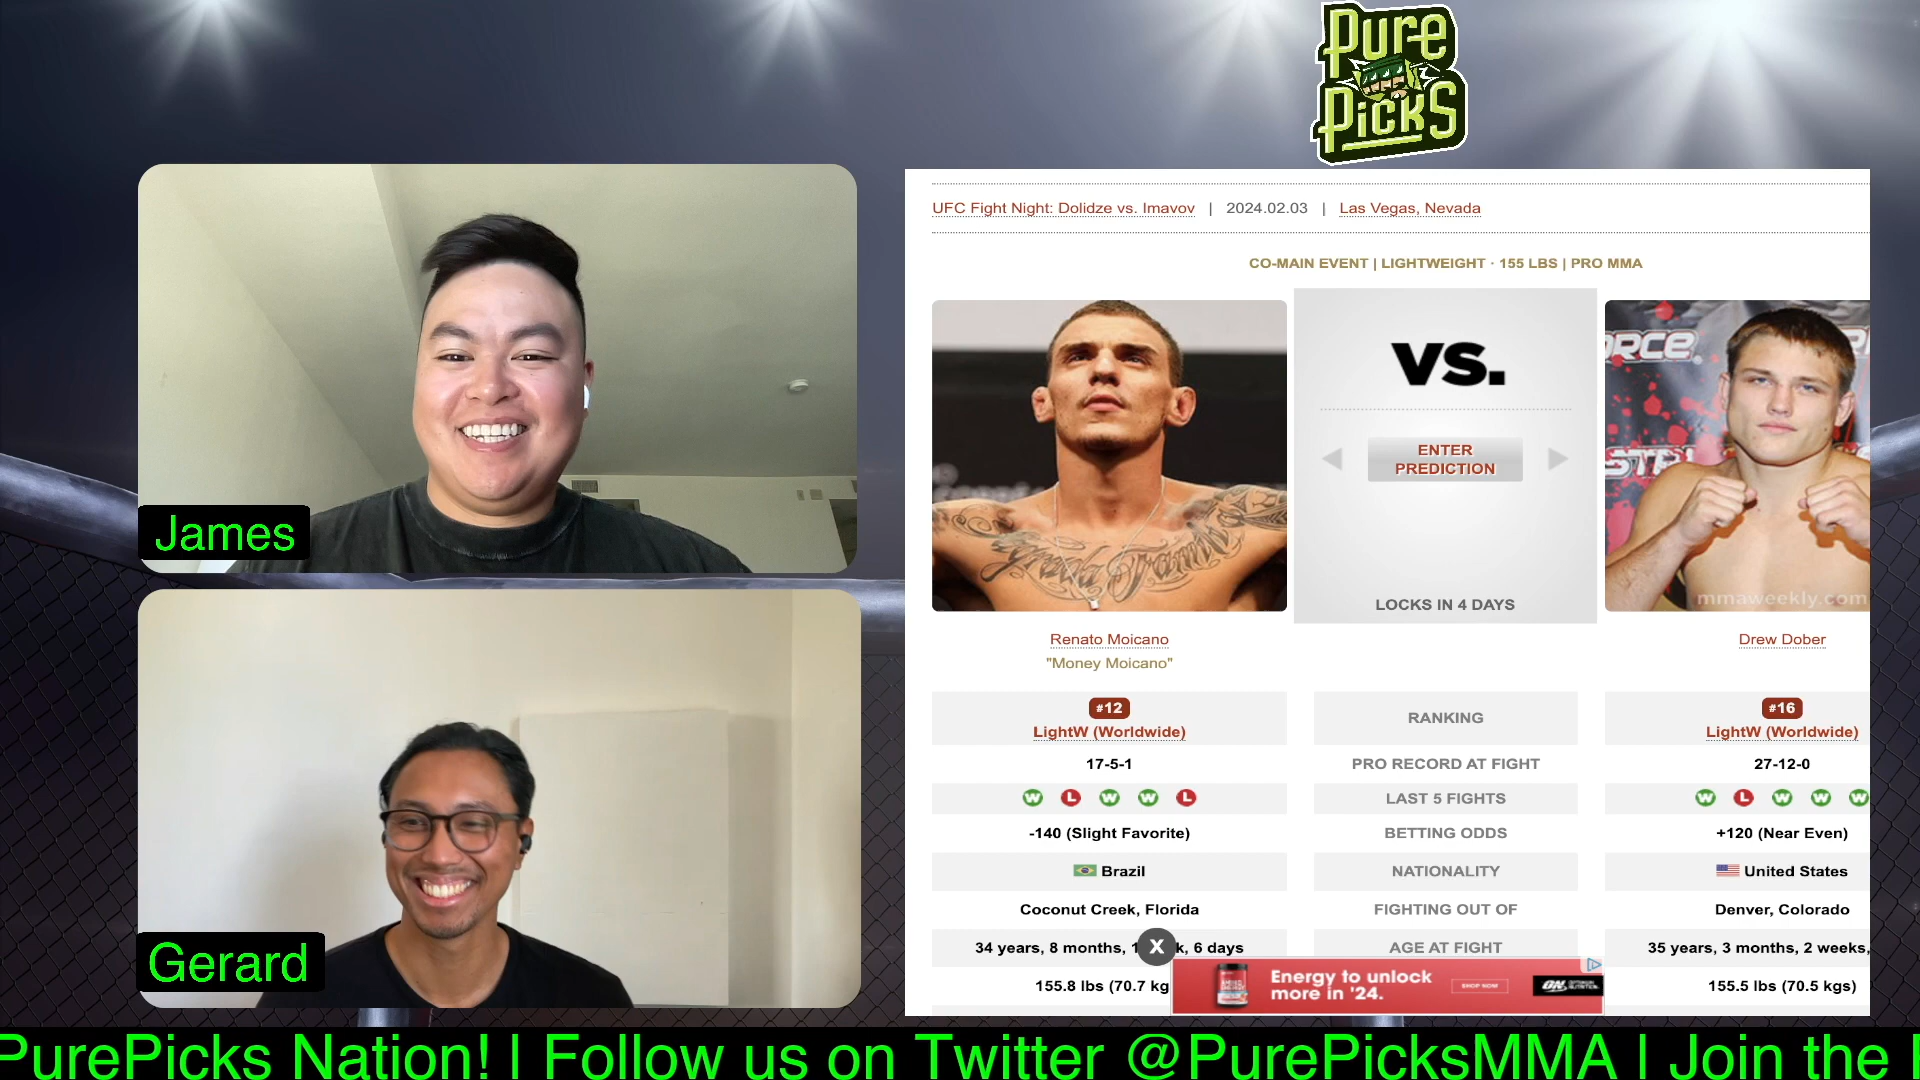 Pure
Picks
UFC Fight Night: Dolidze vs. Imavov | 2024.02.03 | Las Vegas, Nevada
CO-MAIN EVENT | LIGHTWEIGHT · 155 LBS | PRO MMA
VS.
ENTER
PREDICTION
LOCKS IN 4 DAYS
mmaweekly.com
James
Renato Moicano
Drew Dober
"Money Moicano"
#12
#16
LightW (Worldwide) RANKING LightW (Worldwide)
17-5-1 PRO RECORD AT FIGHT 27-12-0
W L W W L LAST 5 FIGHTS W L W W W
-140 (Slight Favorite) BETTING ODDS +120 (Near Even)
Brazil NATIONALITY United States
Coconut Creek, Florida FIGHTING OUT OF Denver, Colorado
34 years, 8 months, 6 days AGE AT FIGHT 35 years, 3 months, 2 weeks,
155.8 lbs (70.7 kg 155.5 lbs (70.5 kgs)
X
Energy to unlock
more in '24.
SHOP NOW
ON
Gerard
PurePicks Nation! | Follow us on Twitter @PurePicksMMA | Join the